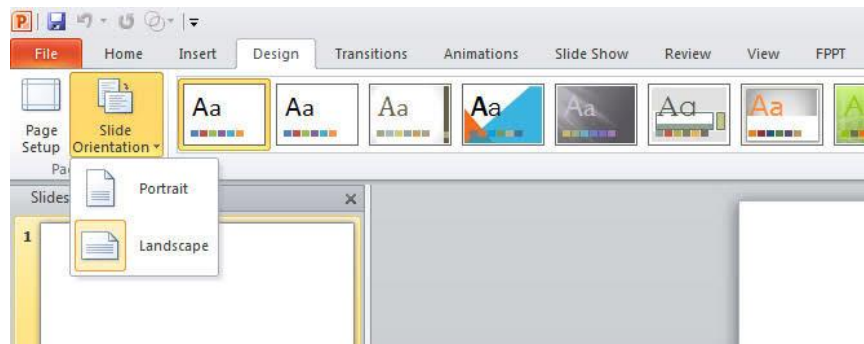 File Home Insert Design Transitions Animations Slide Show Review View FPPT
Page Setup
Slide Orientation
Aa Aa Aa Aa Aa Aa Aa A
Pa
Portrait
Landscape
Slides
1